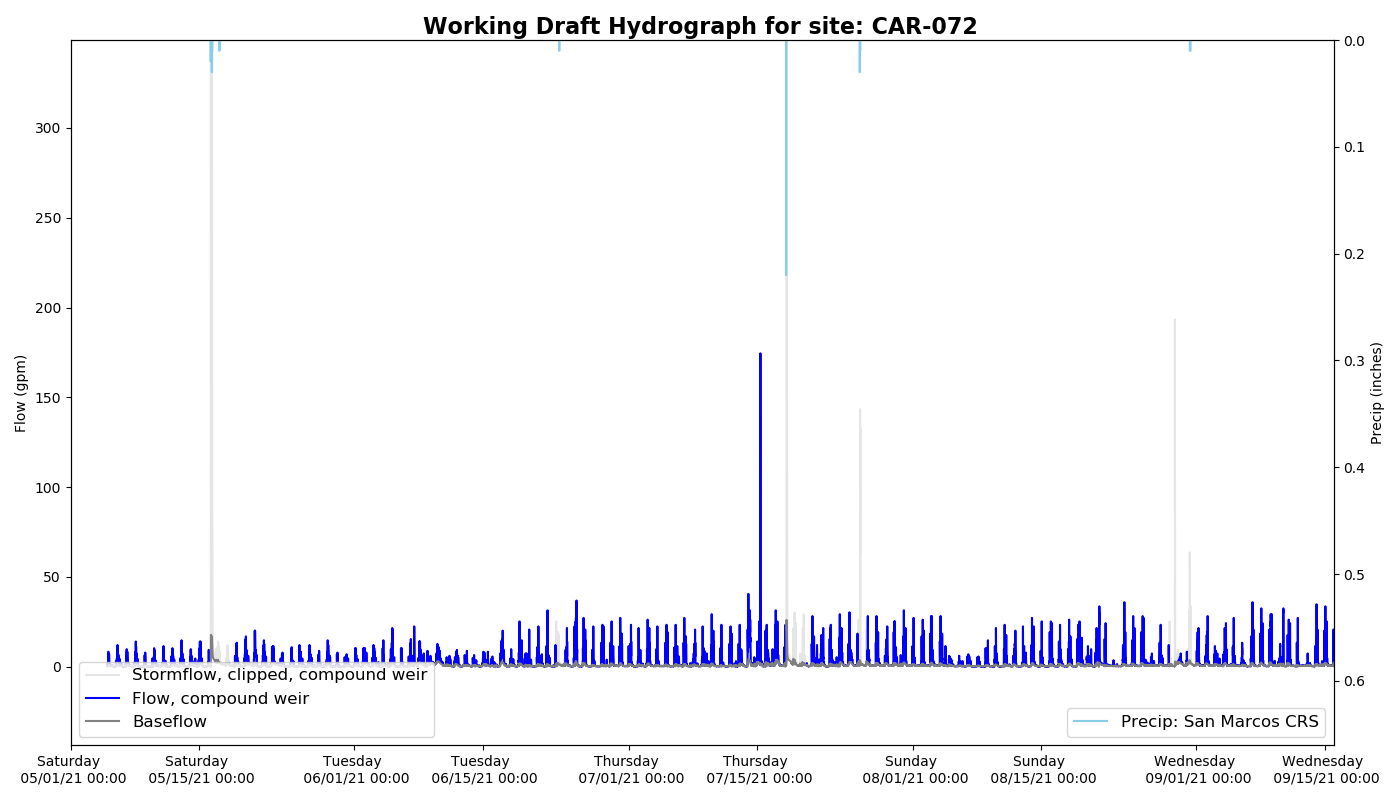 Working Draft Hydrograph for site: CAR-072
300
250
200
150
100
50
0
Flow (gpm)
0.0
0.1
0.2
0.3
0.4
0.5
0.6
Precip (inches)
Stormflow, clipped, compound weir
Flow, compound weir
Baseflow
Precip: San Marcos CRS
Saturday
05/01/21 00:00
Saturday
05/15/21 00:00
Tuesday
06/01/21 00:00
Tuesday
06/15/21 00:00
Thursday
07/01/21 00:00
Thursday
07/15/21 00:00
Sunday
08/01/21 00:00
Sunday
08/15/21 00:00
Wednesday
09/01/21 00:00
Wednesday
09/15/21 00:00